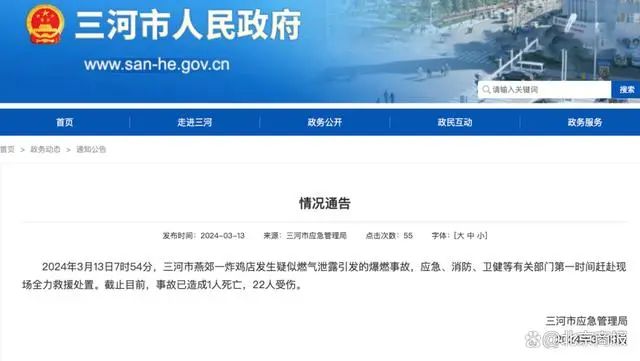 三河市人民政府
www.san-he.gov.cn
请输入关键词 搜索
首页 走进三河 政务公开 政民互动 政务服务
首页 > 政务动态 > 通知公告
情况通告
发布时间：2024-03-13 来源：三河市应急管理局 点击次数：55 字体：[大 中 小]
2024年3月13日7时54分，三河市燕郊一炸鸡店发生疑似燃气泄露引发的爆燃事故，应急、消防、卫健等有关部门第一时间赶赴现
场全力救援处置。截止目前，事故已造成1人死亡，22人受伤。
三河市应急管理局